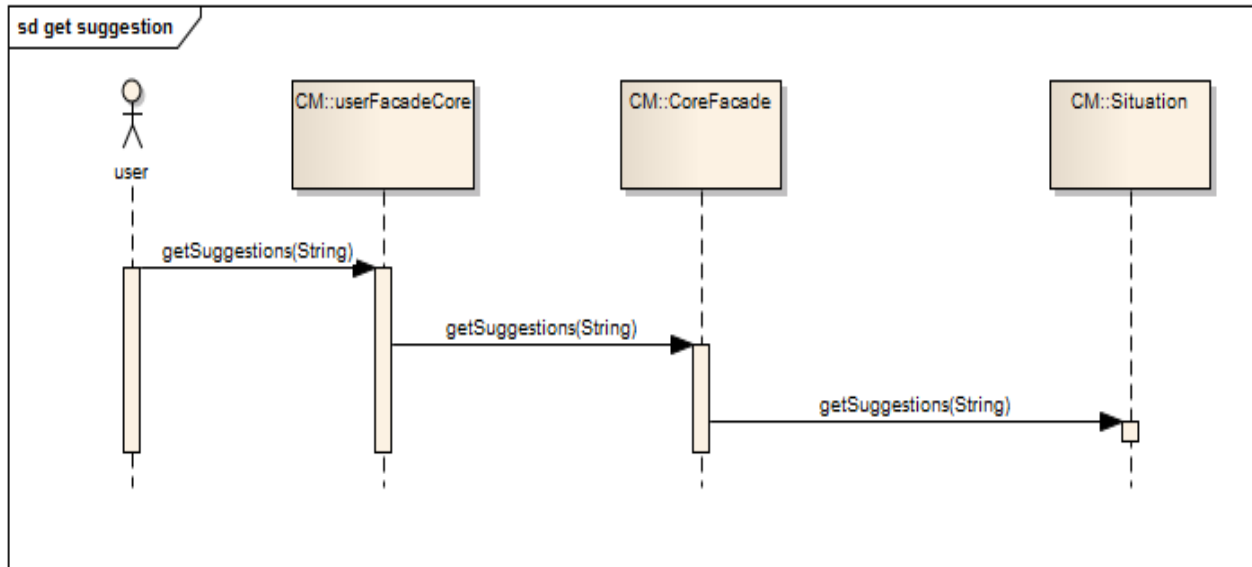 sd get suggestion
user
CM::userFacadeCore
CM::CoreFacade
CM::Situation
getSuggestions(String)
getSuggestions(String)
getSuggestions(String)